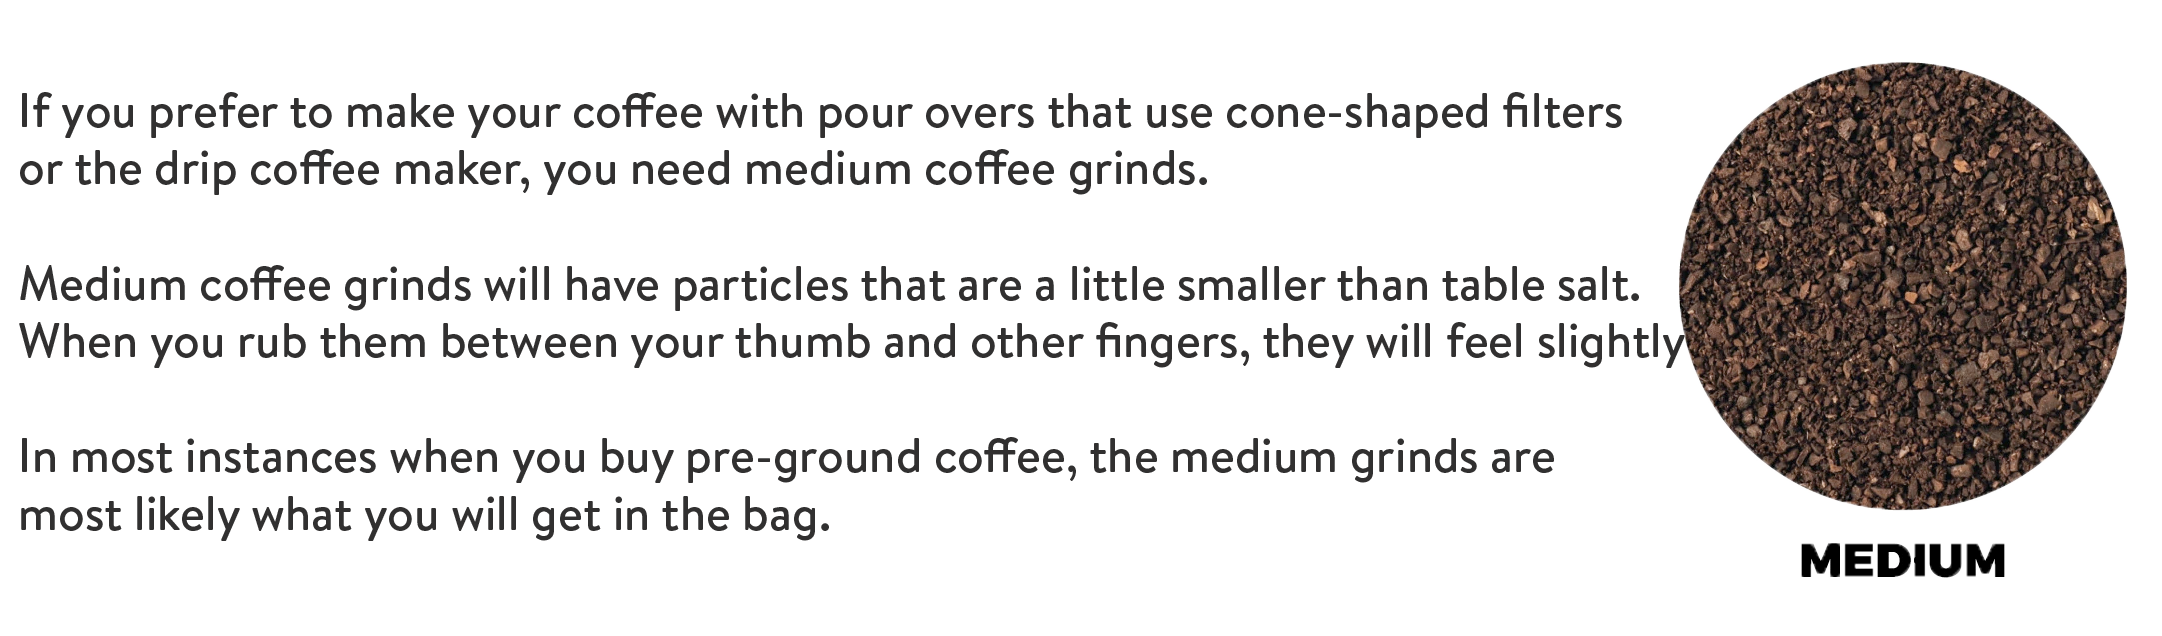 If you prefer to make your coffee with pour overs that use cone-shaped filters
or the drip coffee maker, you need medium coffee grinds.
Medium coffee grinds will have particles that are a little smaller than table salt.
When you rub them between your thumb and other fingers, they will feel slightly
In most instances when you buy pre-ground coffee, the medium grinds are
most likely what you will get in the bag.
MEDIUM